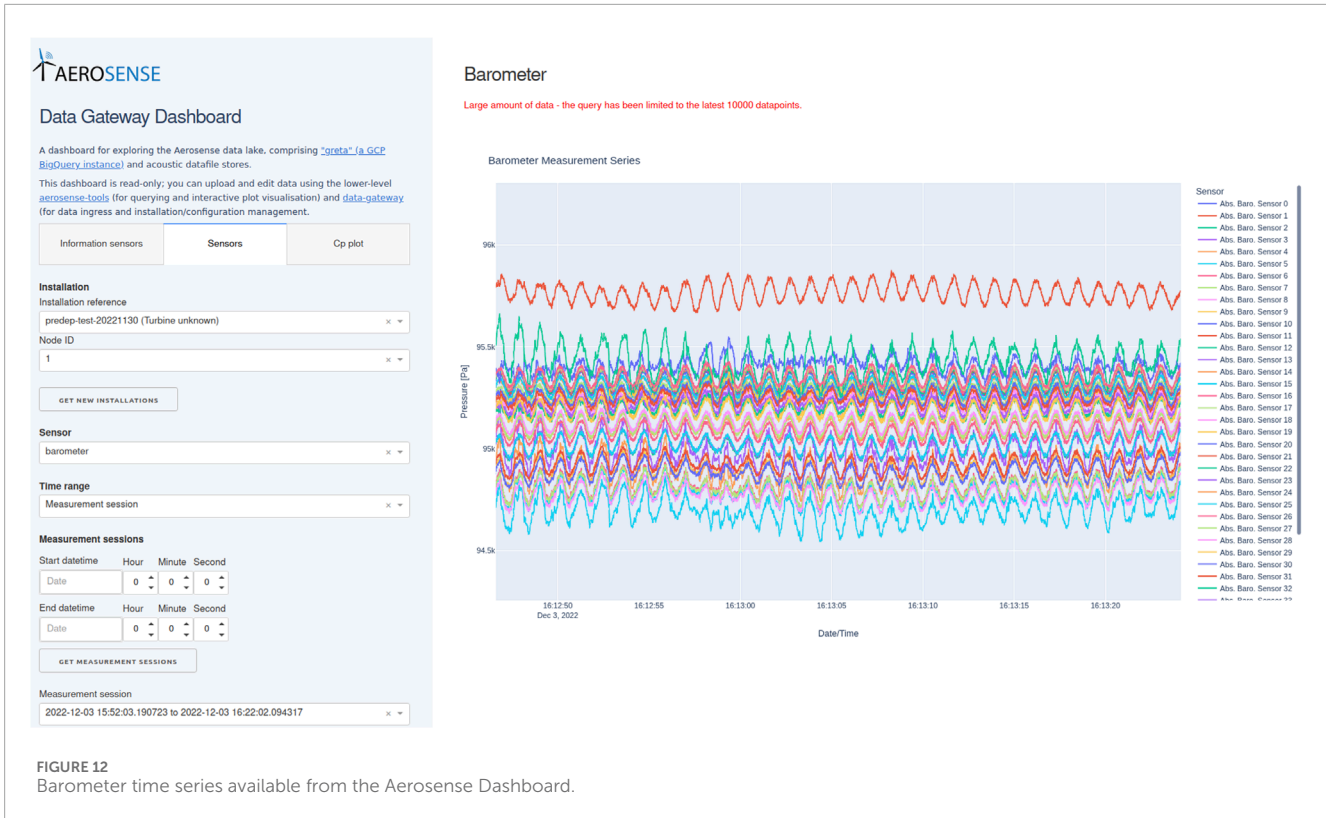 AEROSENSE
Data Gateway Dashboard
A dashboard for exploring the Aerosense data lake, comprising "greta" (a GCP
BigQuery instance) and acoustic datafile stores.
This dashboard is read-only; you can upload and edit data using the lower-level
aerosense-tools (for querying and interactive plot visualisation) and data-gateway
(for data ingress and installation/configuration management.
Information sensors
Sensors
Cp plot
Installation
Installation reference
predep-test-20221130 (Turbine unknown)
Node ID
1
GET NEW INSTALLATIONS
Sensor
barometer
Time range
Measurement session
Measurement sessions
Start datetime Hour Minute Second
Date 0 0 0
End datetime Hour Minute Second
Date 0 0 0
GET MEASUREMENT SESSIONS
Measurement session
2022-12-03 15:52:03.190723 to 2022-12-03 16:22:02.094317
Barometer
Large amount of data - the query has been limited to the latest 10000 datapoints.
Barometer Measurement Series
Pressure [Pa]
96k
95.5k
95k
94.5k
16:12:50 16:12:55 16:13:00 16:13:05 16:13:10 16:13:15 16:13:20
Dec 3, 2022
Date/Time
Sensor
Abs. Baro. Sensor 0
Abs. Baro. Sensor 1
Abs. Baro. Sensor 2
Abs. Baro. Sensor 3
Abs. Baro. Sensor 4
Abs. Baro. Sensor 5
Abs. Baro. Sensor 6
Abs. Baro. Sensor 7
Abs. Baro. Sensor 8
Abs. Baro. Sensor 9
Abs. Baro. Sensor 10
Abs. Baro. Sensor 11
Abs. Baro. Sensor 12
Abs. Baro. Sensor 13
Abs. Baro. Sensor 14
Abs. Baro. Sensor 15
Abs. Baro. Sensor 16
Abs. Baro. Sensor 17
Abs. Baro. Sensor 18
Abs. Baro. Sensor 19
Abs. Baro. Sensor 20
Abs. Baro. Sensor 21
Abs. Baro. Sensor 22
Abs. Baro. Sensor 23
Abs. Baro. Sensor 24
Abs. Baro. Sensor 25
Abs. Baro. Sensor 26
Abs. Baro. Sensor 27
Abs. Baro. Sensor 28
Abs. Baro. Sensor 29
Abs. Baro. Sensor 30
Abs. Baro. Sensor 31
Abs. Baro. Sensor 32
FIGURE 12
Barometer time series available from the Aerosense Dashboard.